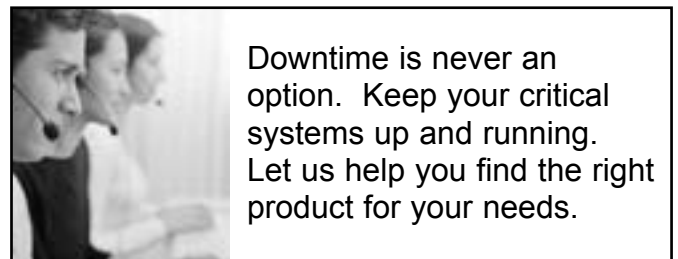 Downtime is never an
option.  Keep your critical
systems up and running.
Let us help you find the right
product for your needs.